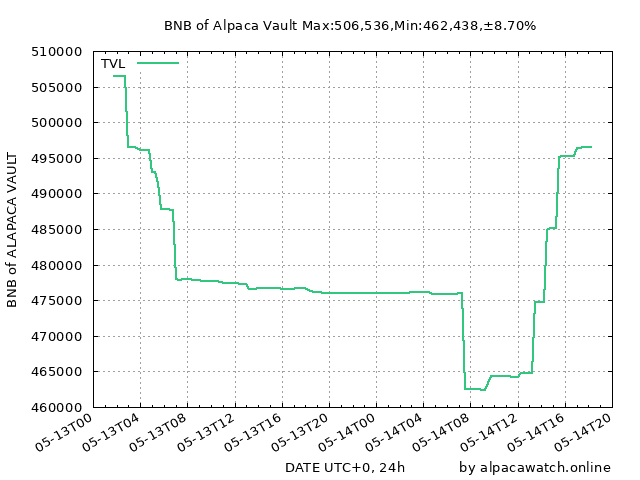 BNB of Alpaca Vault Max:506,536,Min:462,438,±8.70%
TVL
510000
505000
500000
495000
490000
485000
480000
475000
470000
465000
460000
BNB of ALAPACA VAULT
05-13T00
05-13T04
05-13T08
05-13T12
05-13T16
05-13T20
05-14T00
05-14T04
05-14T08
05-14T12
05-14T16
05-14T20
DATE UTC+0, 24h
by alpacawatch.online